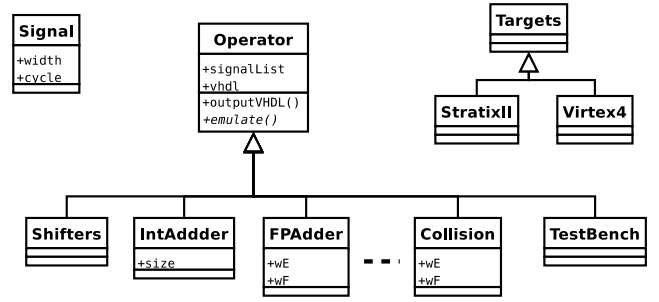 Signal
+width
+cycle
Operator
+signalList
+vhdl
+outputVHDL()
+emulate()
Targets
StratixII
Virtex4
Shifters
IntAddder
+size
FPAdder
+wE
+wF
Collision
+wE
+wF
TestBench